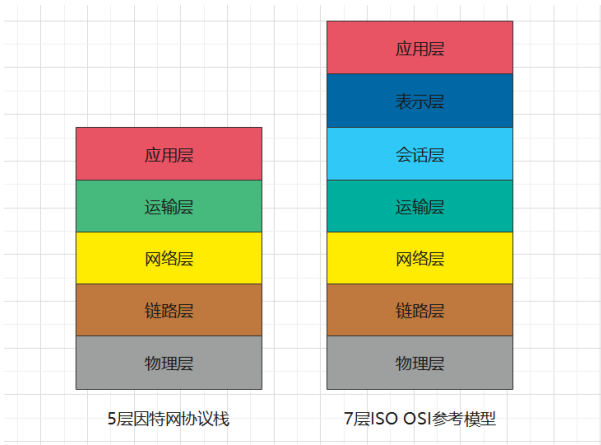 应用层
运输层
网络层
链路层
物理层
5层因特网协议栈
应用层
表示层
会话层
运输层
网络层
链路层
物理层
7层ISO OSI参考模型